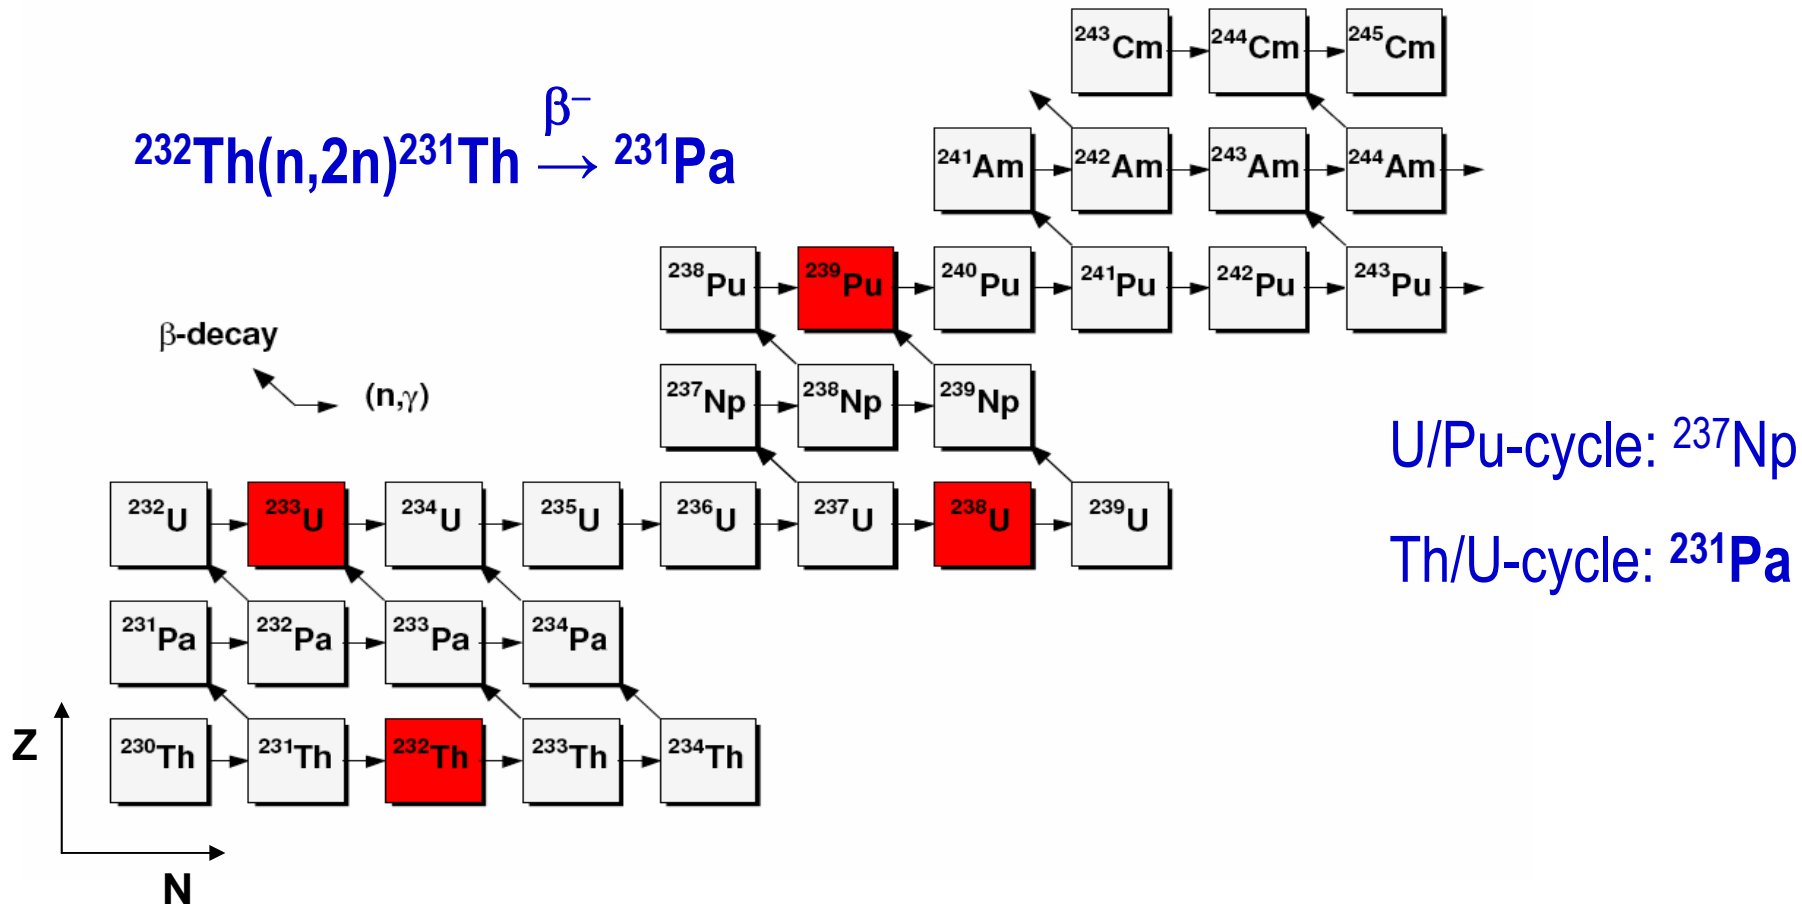 ²⁴³Cm ²⁴⁴Cm ²⁴⁵Cm
β⁻
²³²Th(n,2n)²³¹Th → ²³¹Pa
²⁴¹Am ²⁴²Am ²⁴³Am ²⁴⁴Am
²³⁸Pu ²³⁹Pu ²⁴⁰Pu ²⁴¹Pu ²⁴²Pu ²⁴³Pu
β-decay
(n,γ)
²³⁷Np ²³⁸Np ²³⁹Np
U/Pu-cycle: ²³⁷Np
²³²U ²³³U ²³⁴U ²³⁵U ²³⁶U ²³⁷U ²³⁸U ²³⁹U
Th/U-cycle: ²³¹Pa
²³¹Pa ²³²Pa ²³³Pa ²³⁴Pa
Z
²³⁰Th ²³¹Th ²³²Th ²³³Th ²³⁴Th
N